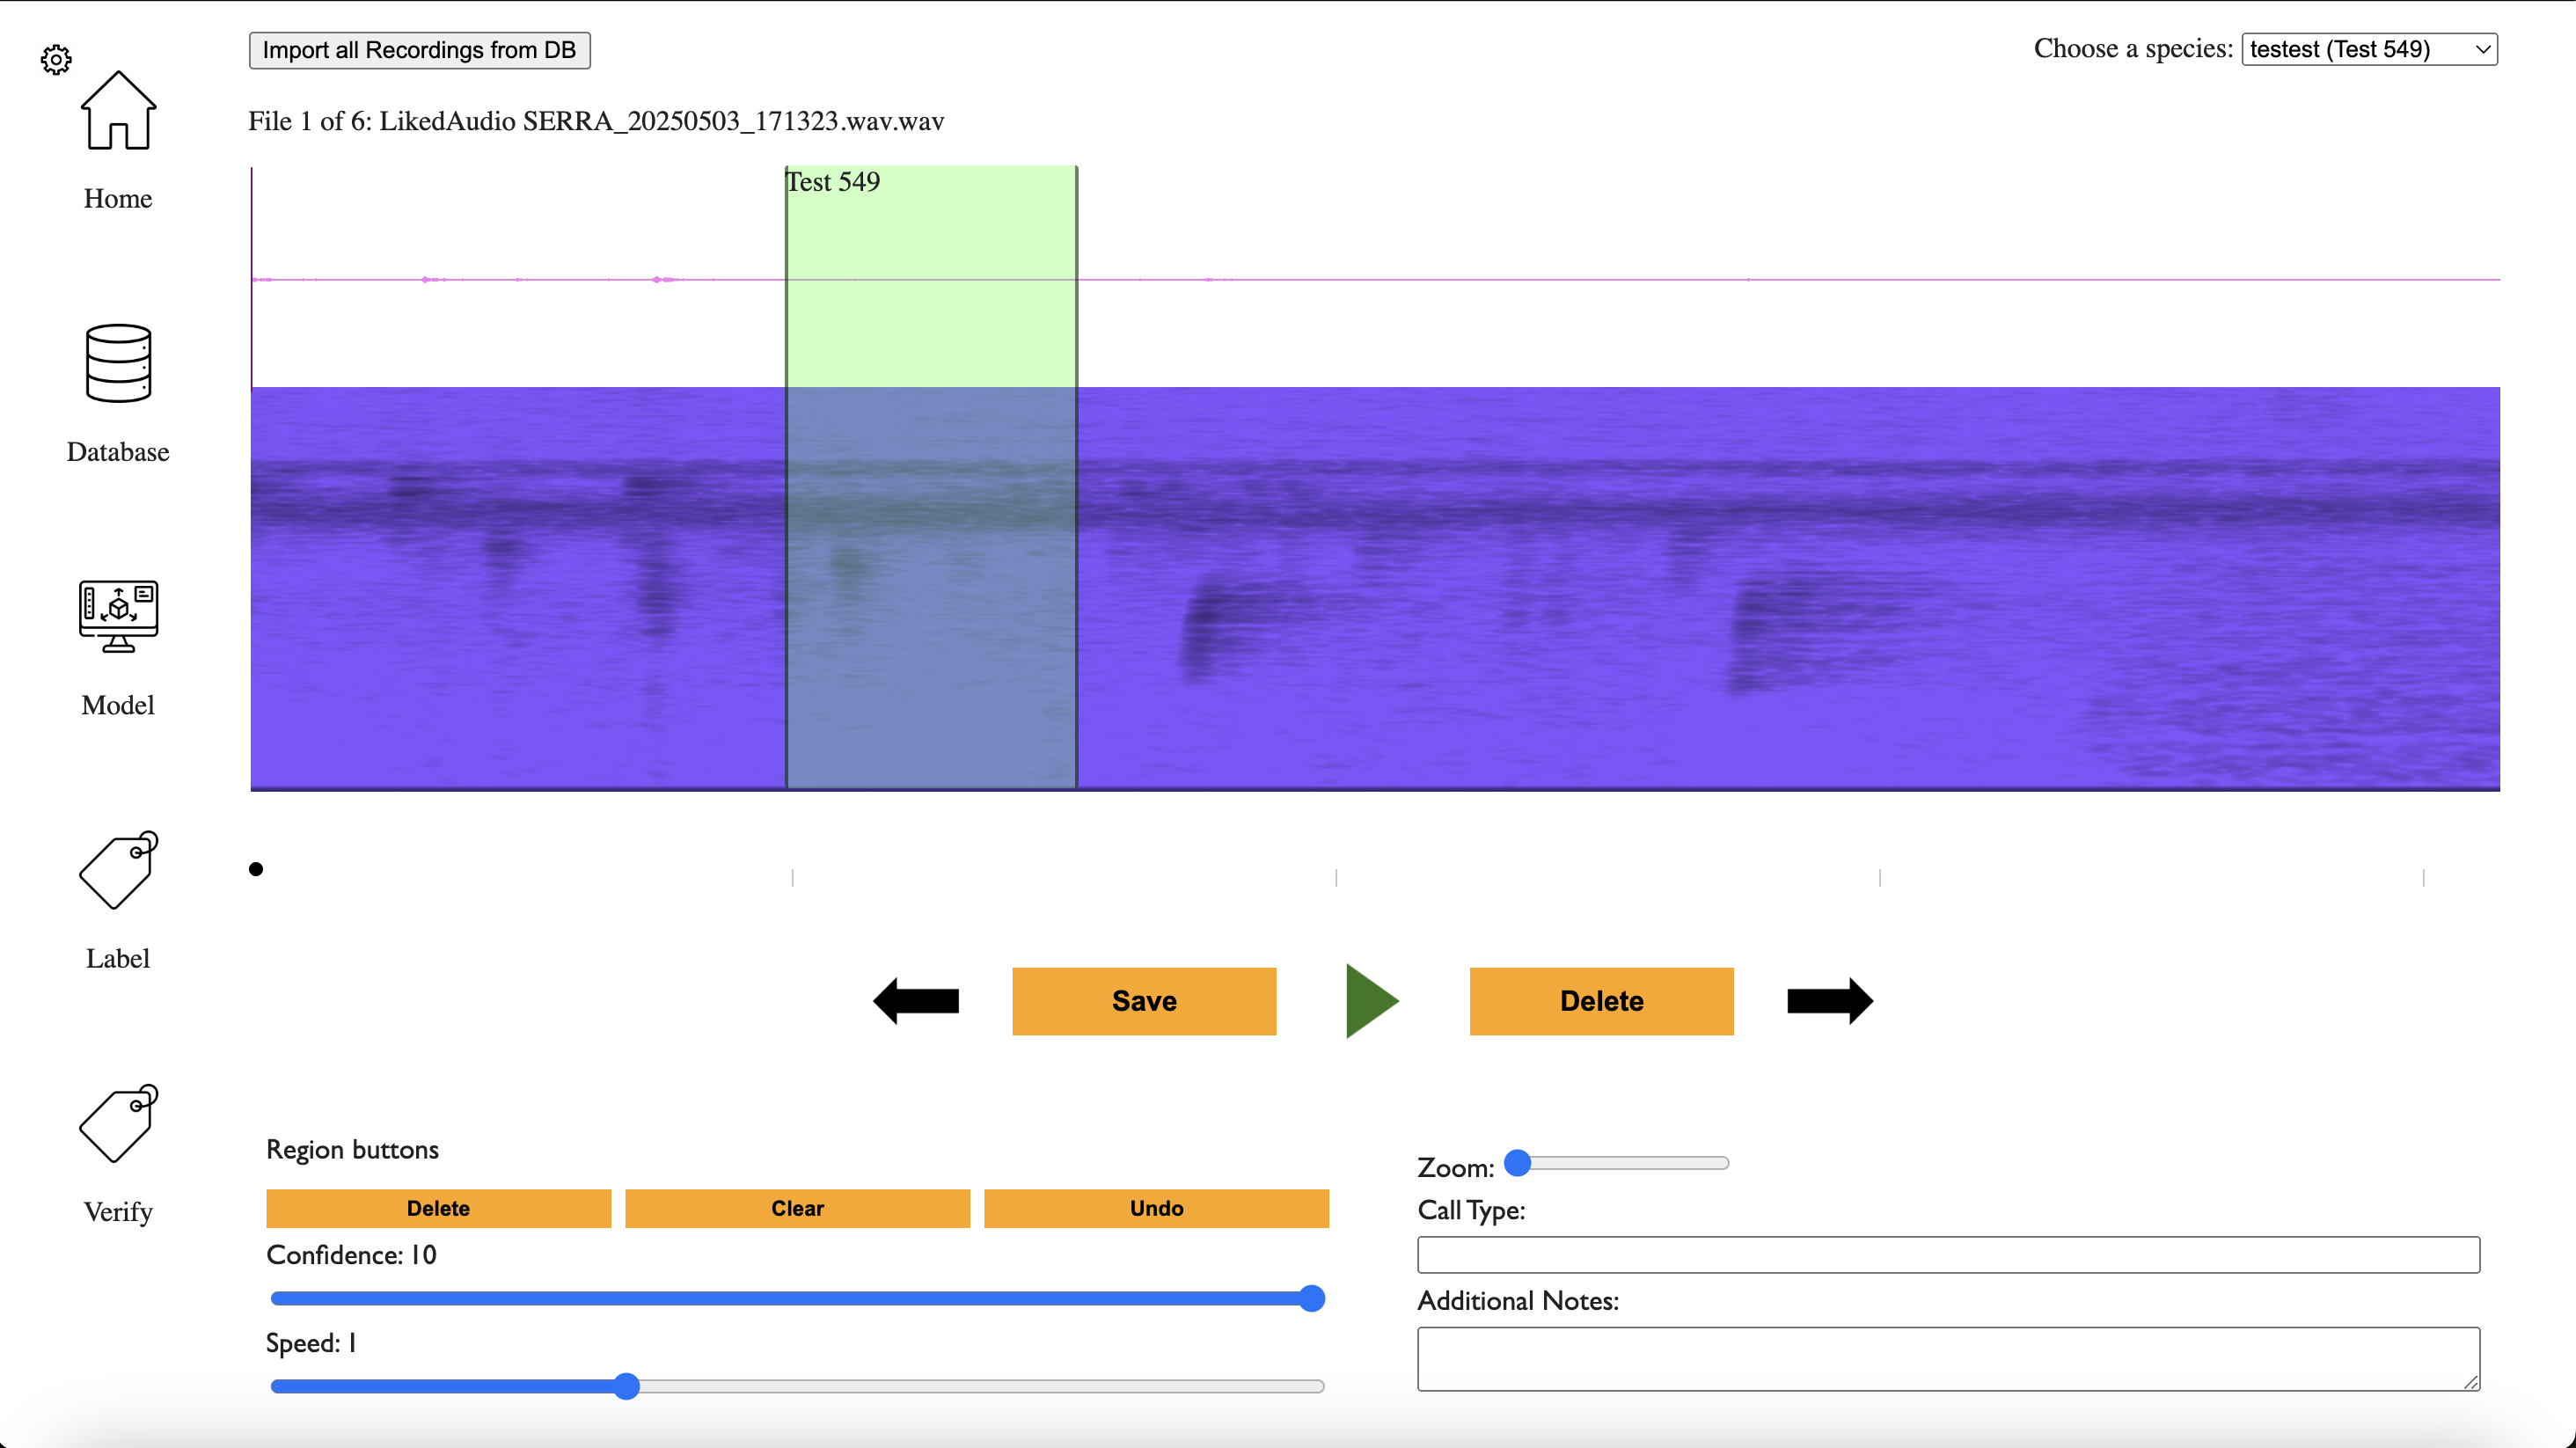 Import all Recordings from DB
Choose a species: testest (Test 549)
File 1 of 6: LikedAudio SERRA_20250503_171323.wav.wav
Home
Test 549
Database
Model
Label
Save
Delete
Verify
Region buttons
Delete
Clear
Undo
Confidence: 10
Speed: 1
Zoom:
Call Type:
Additional Notes: